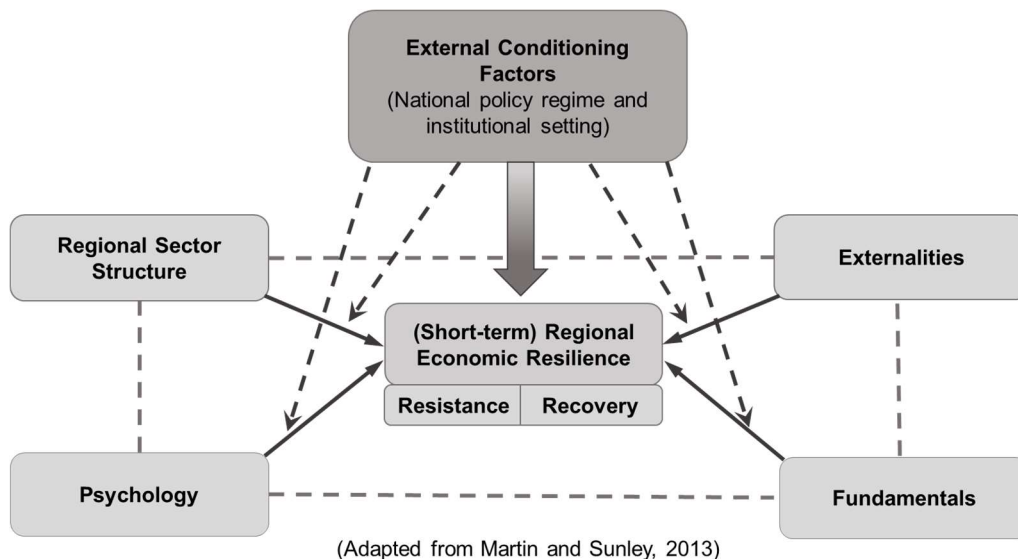 External Conditioning
Factors
(National policy regime and
institutional setting)
Regional Sector
Structure
Externalities
(Short-term) Regional
Economic Resilience
Resistance
Recovery
Psychology
Fundamentals
(Adapted from Martin and Sunley, 2013)